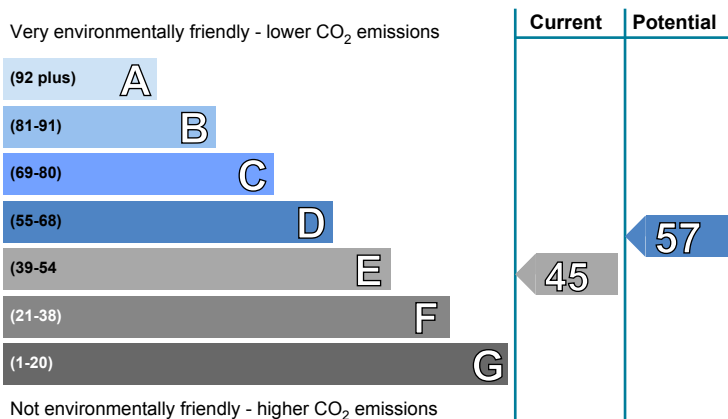 Current Potential
Very environmentally friendly - lower CO2 emissions
(92 plus) A
(81-91) B
(69-80) C
(55-68) D
57
(39-54 E
45
(21-38) F
(1-20) G
Not environmentally friendly - higher CO2 emissions